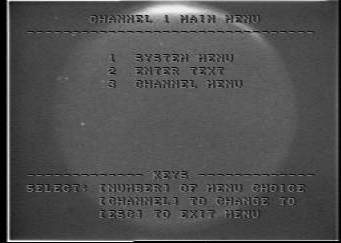 CHANNEL 1 MAIN MENU
1 SYSTEM MENU
2 ENTER TEXT
3 CHANNEL MENU
KEYS
SELECT: [NUMBER] OF MENU CHOICE
[CHANNEL] TO CHANGE TO
[ESC] TO EXIT MENU